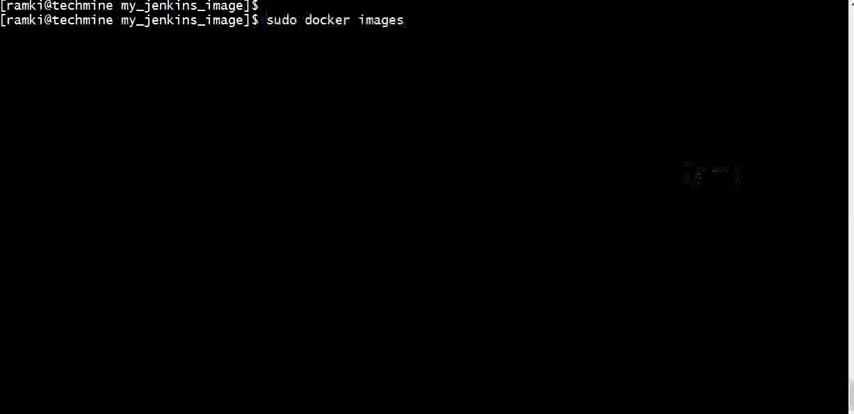 [ramki@techmine my_jenkins_image]$
[ramki@techmine my_jenkins_image]$ sudo docker images